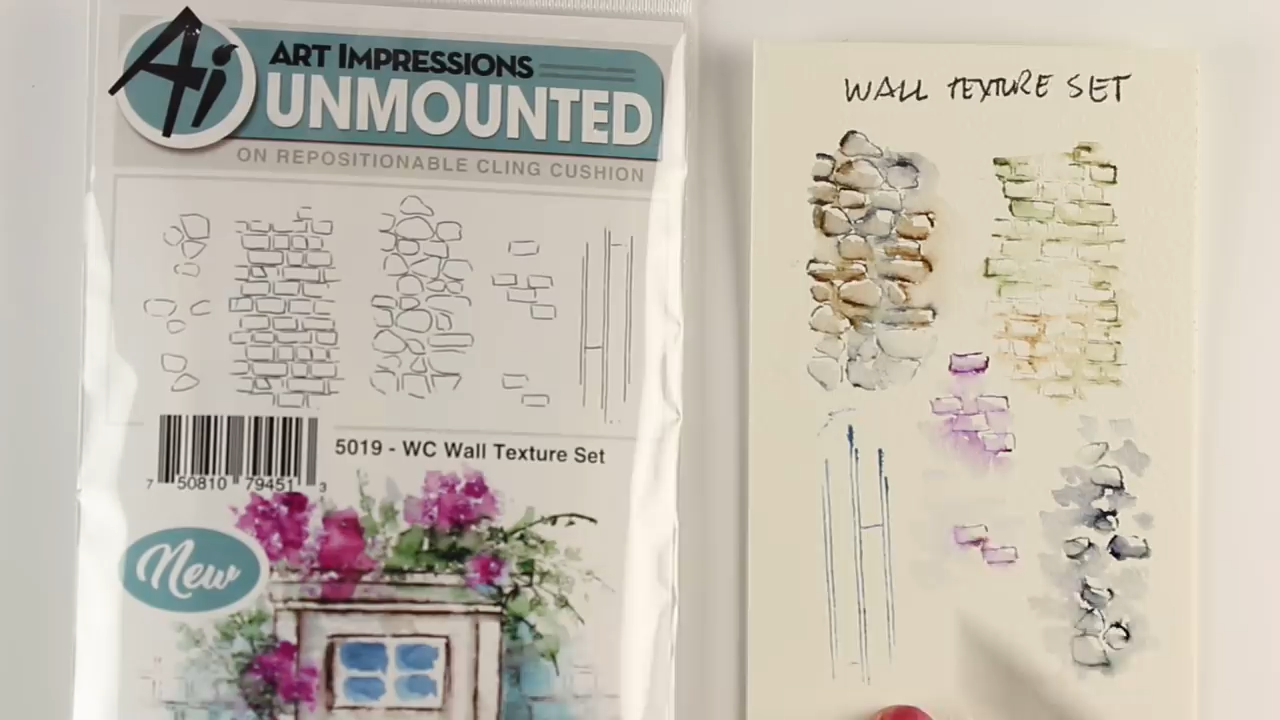 Ai
ART IMPRESSIONS
UNMOUNTED
ON REPOSITIONABLE CLING CUSHION
5019 - WC Wall Texture Set
7 50810 79451 3
New
WALL TEXTURE SET